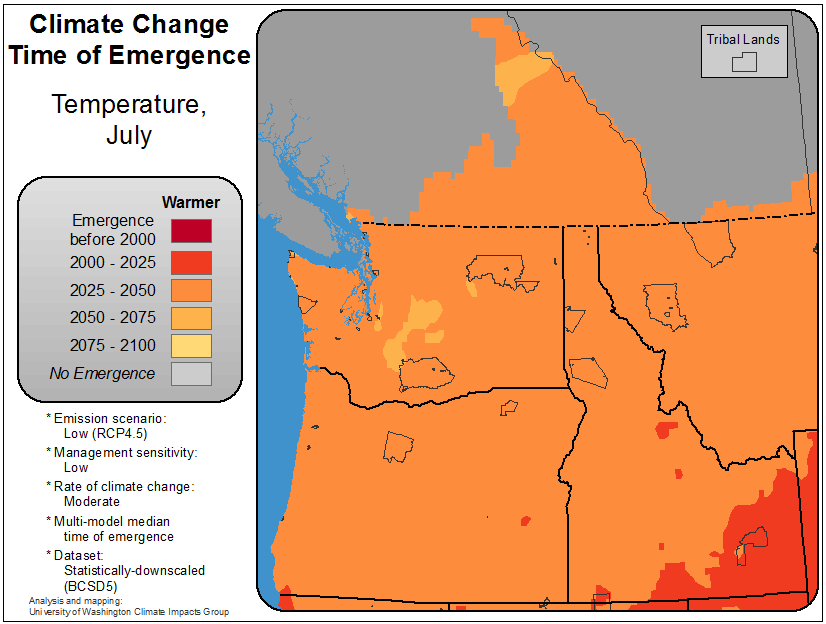 Climate Change
Time of Emergence
Temperature,
July
Warmer
Emergence
before 2000
2000 - 2025
2025 - 2050
2050 - 2075
2075 - 2100
No Emergence
* Emission scenario:
Low (RCP4.5)
* Management sensitivity:
Low
* Rate of climate change:
Moderate
* Multi-model median
time of emergence
* Dataset:
Statistically-downscaled
(BCSD5)
Analysis and mapping:
University of Washington Climate Impacts Group
Tribal Lands